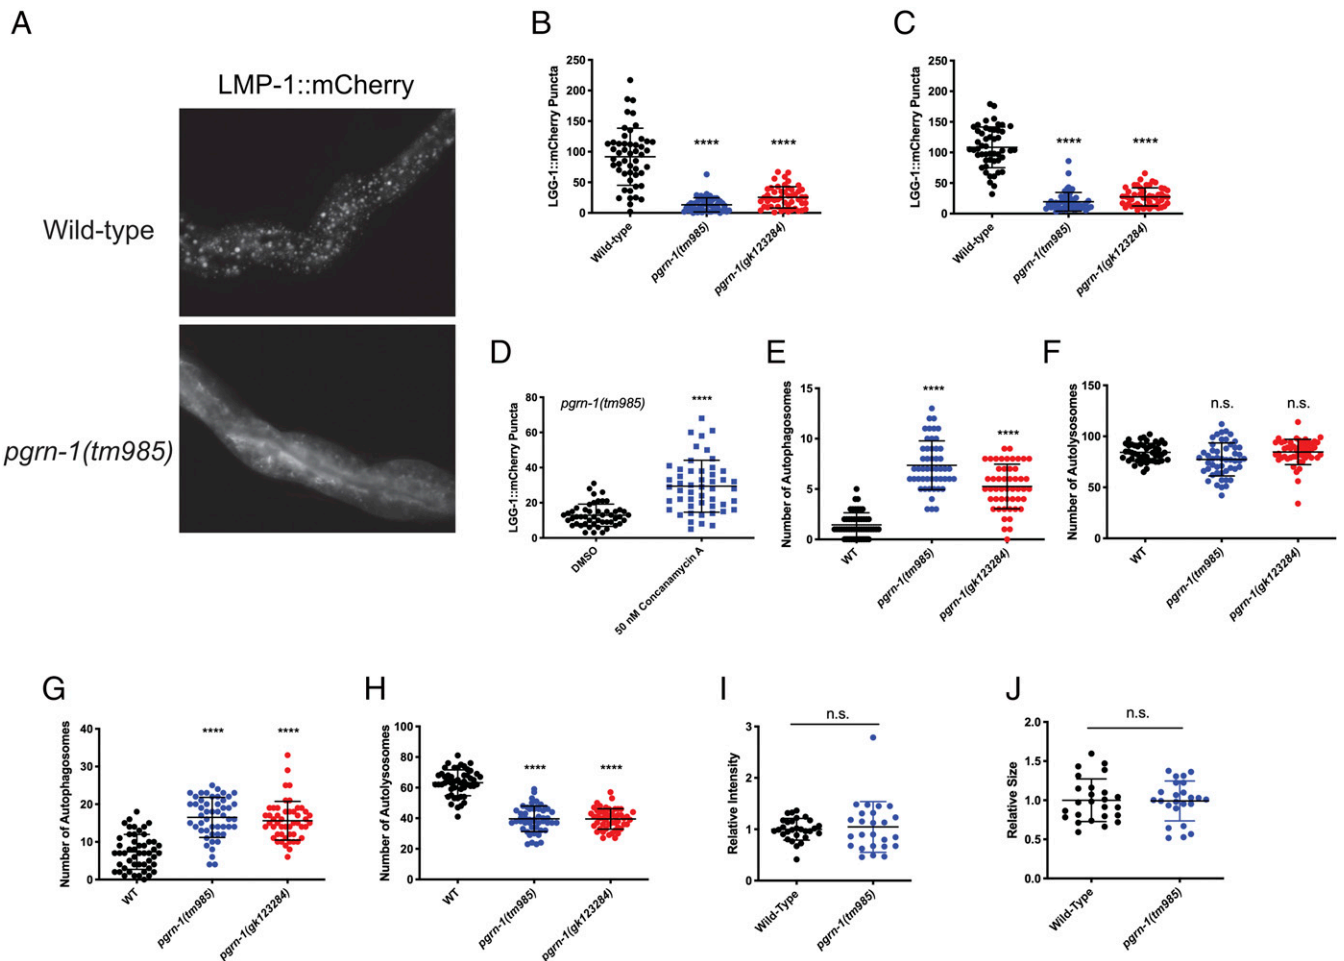 A
LMP-1::mCherry
Wild-type
pgrn-1(tm985)
B
LGG-1::mCherry Puncta
250
200
150
100
50
0
****
****
Wild-type
pgrn-1(tm985)
pgrn-1(gk123284)
C
LGG-1::mCherry Puncta
250
200
150
100
50
0
****
****
Wild-type
pgrn-1(tm985)
pgrn-1(gk123284)
D
LGG-1::mCherry Puncta
80
60
40
20
0
pgrn-1(tm985)
****
DMSO
50 nM Concanamycin A
E
Number of Autophagosomes
15
10
5
0
****
****
WT
pgrn-1(tm985)
pgrn-1(gk123284)
F
Number of Autolysosomes
150
100
50
0
n.s.
n.s.
WT
pgrn-1(tm985)
pgrn-1(gk123284)
G
Number of Autophagosomes
40
30
20
10
0
****
****
WT
pgrn-1(tm985)
pgrn-1(gk123284)
H
Number of Autolysosomes
100
80
60
40
20
0
****
****
WT
pgrn-1(tm985)
pgrn-1(gk123284)
I
Relative Intensity
3
2
1
0
n.s.
Wild-Type
pgrn-1(tm985)
J
Relative Size
2.0
1.5
1.0
0.5
0.0
n.s.
Wild-Type
pgrn-1(tm985)